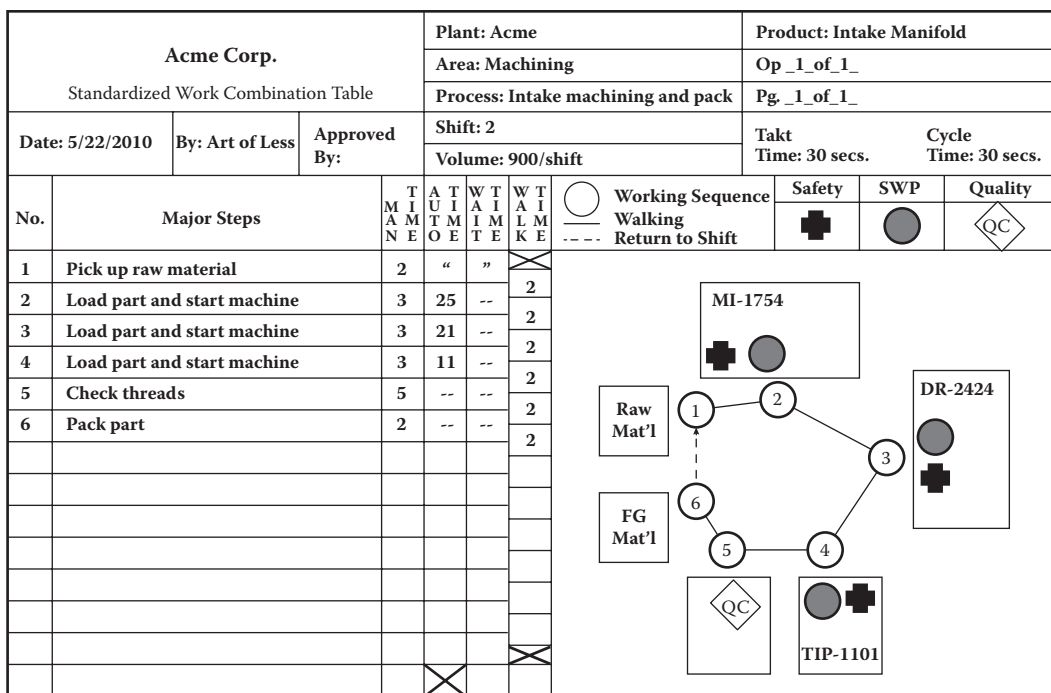 Acme Corp.
Standardized Work Combination Table
Plant: Acme
Area: Machining
Process: Intake machining and pack
Product: Intake Manifold
Op _1_of_1_
Pg. _1_of_1_
Date: 5/22/2010
By: Art of Less
Approved
By:
Shift: 2
Volume: 900/shift
Takt
Time: 30 secs.
Cycle
Time: 30 secs.
No.
Major Steps
MAN TIME
AUTO TIME
WAIT TIME
WALK TIME
Working Sequence
Walking
Return to Shift
Safety
SWP
Quality
QC
1 Pick up raw material 2 “ ”
2
2 Load part and start machine 3 25 --
2
3 Load part and start machine 3 21 --
2
4 Load part and start machine 3 11 --
2
5 Check threads 5 -- --
2
6 Pack part 2 -- --
2
MI-1754
DR-2424
Raw
Mat'l
1
2
3
6
FG
Mat'l
5
4
QC
TIP-1101